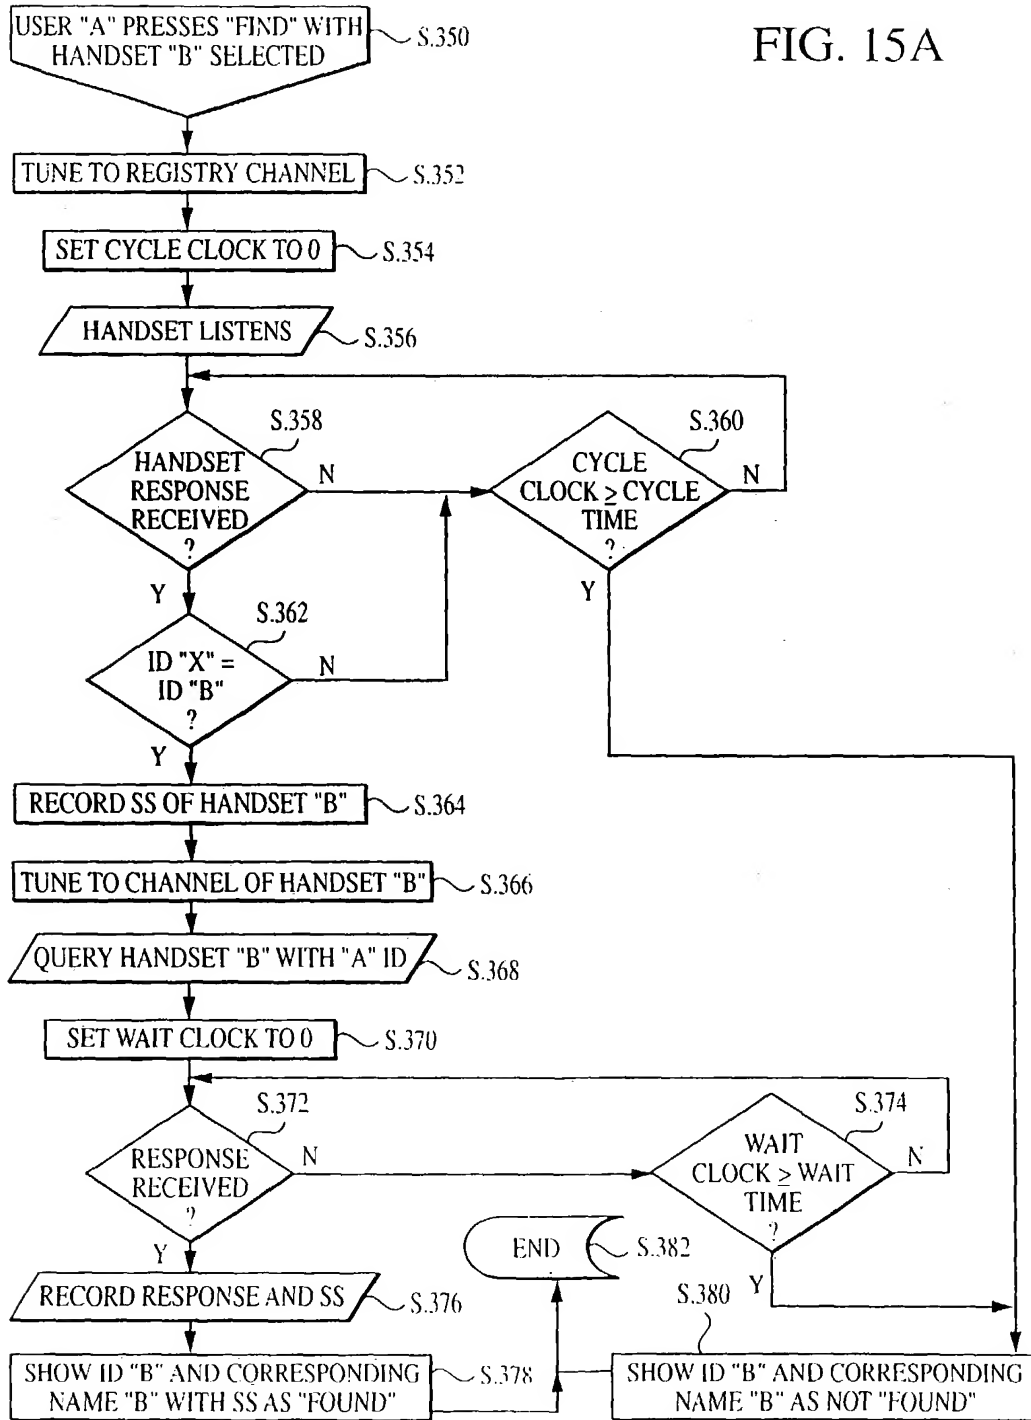 FIG. 15A
USER "A" PRESSES "FIND" WITH
HANDSET "B" SELECTED
S.350
TUNE TO REGISTRY CHANNEL
S.352
SET CYCLE CLOCK TO 0
S.354
HANDSET LISTENS
S.356
S.358
HANDSET
RESPONSE
RECEIVED
?
N
Y
S.360
CYCLE
CLOCK ≥ CYCLE
TIME
?
N
Y
S.362
ID "X" =
ID "B"
?
N
Y
RECORD SS OF HANDSET "B"
S.364
TUNE TO CHANNEL OF HANDSET "B"
S.366
QUERY HANDSET "B" WITH "A" ID
S.368
SET WAIT CLOCK TO 0
S.370
S.372
RESPONSE
RECEIVED
?
N
Y
S.374
WAIT
CLOCK ≥ WAIT
TIME
?
N
Y
END
S.382
RECORD RESPONSE AND SS
S.376
S.380
SHOW ID "B" AND CORRESPONDING
NAME "B" WITH SS AS "FOUND"
S.378
SHOW ID "B" AND CORRESPONDING
NAME "B" AS NOT "FOUND"